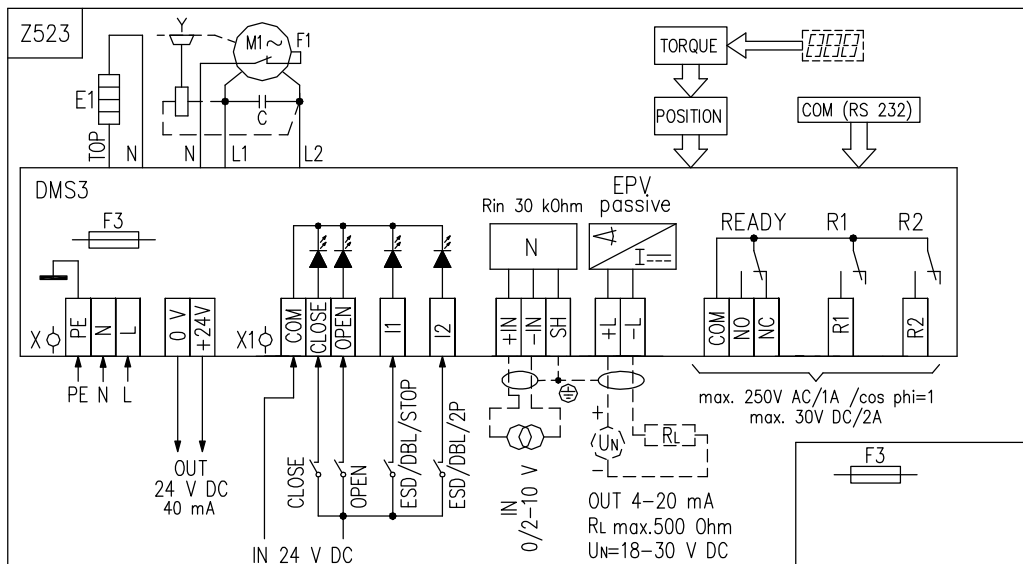 Z523
Y
M1~
F1
E1
C
TOP
N
N
L1
L2
TORQUE
POSITION
COM (RS 232)
DMS3
F3
Rin 30 kOhm
N
EPV
passive
I
READY
R1
R2
X
PE
N
L
0 V
+24V
X1
COM
CLOSE
OPEN
I1
I2
+IN
-IN
SH
+L
-L
COM
NO
NC
R1
R2
PE N L
OUT
24 V DC
40 mA
CLOSE
OPEN
ESD/DBL/STOP
ESD/DBL/2P
IN 24 V DC
IN
0/2-10 V
+
UN
-
RL
OUT 4-20 mA
RL max.500 Ohm
UN=18-30 V DC
max. 250V AC/1A /cos phi=1
max. 30V DC/2A
F3